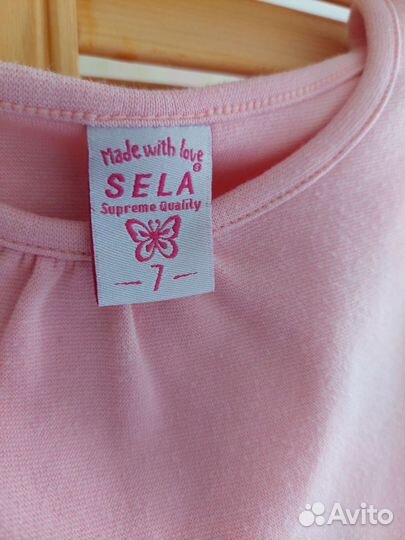 Made with love
SELA
Supreme Quality
— 7 —
Avito